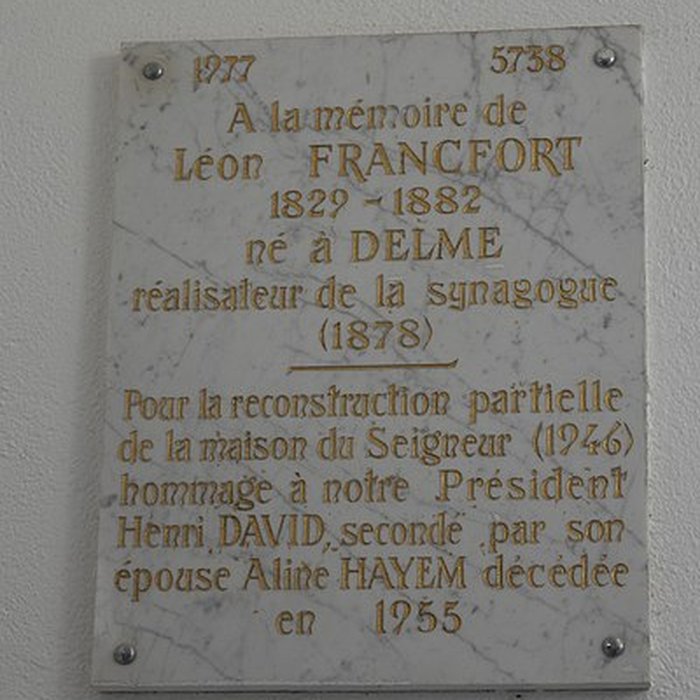 1977 5738
A la mémoire de
Léon FRANCFORT
1829 - 1882
né à DELME
réalisateur de la synagogue
(1878)
Pour la reconstruction partielle
de la maison du Seigneur (1946)
hommage à notre Président
Henri DAVID, secondé par son
épouse Aline HAYEM décédée
en 1955